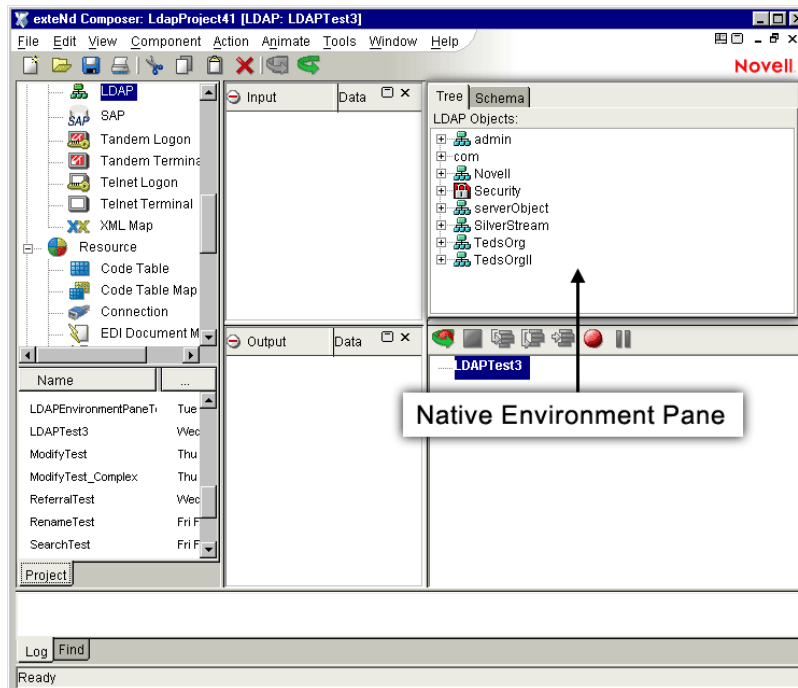 exteNd Composer: LdapProject41 [LDAP: LDAPTest3]
File Edit View Component Action Animate Tools Window Help
Novell.
LDAP
SAP
SAP
Tandem Logon
Tandem Termina
Telnet Logon
Telnet Terminal
XML Map
Resource
Code Table
Code Table Map
Connection
EDI Document M
Input Data
Tree Schema
LDAP Objects:
admin
com
Novell
Security
serverObject
SilverStream
TedsOrg
TedsOrgII
Output Data
LDAPTest3
Native Environment Pane
Name ...
LDAPEnvironmentPaneT Tue
LDAPTest3 Wed
ModifyTest Thu
ModifyTest_Complex Thu
ReferralTest Wed
RenameTest Fri F
SearchTest Fri F
Project
Log Find
Ready